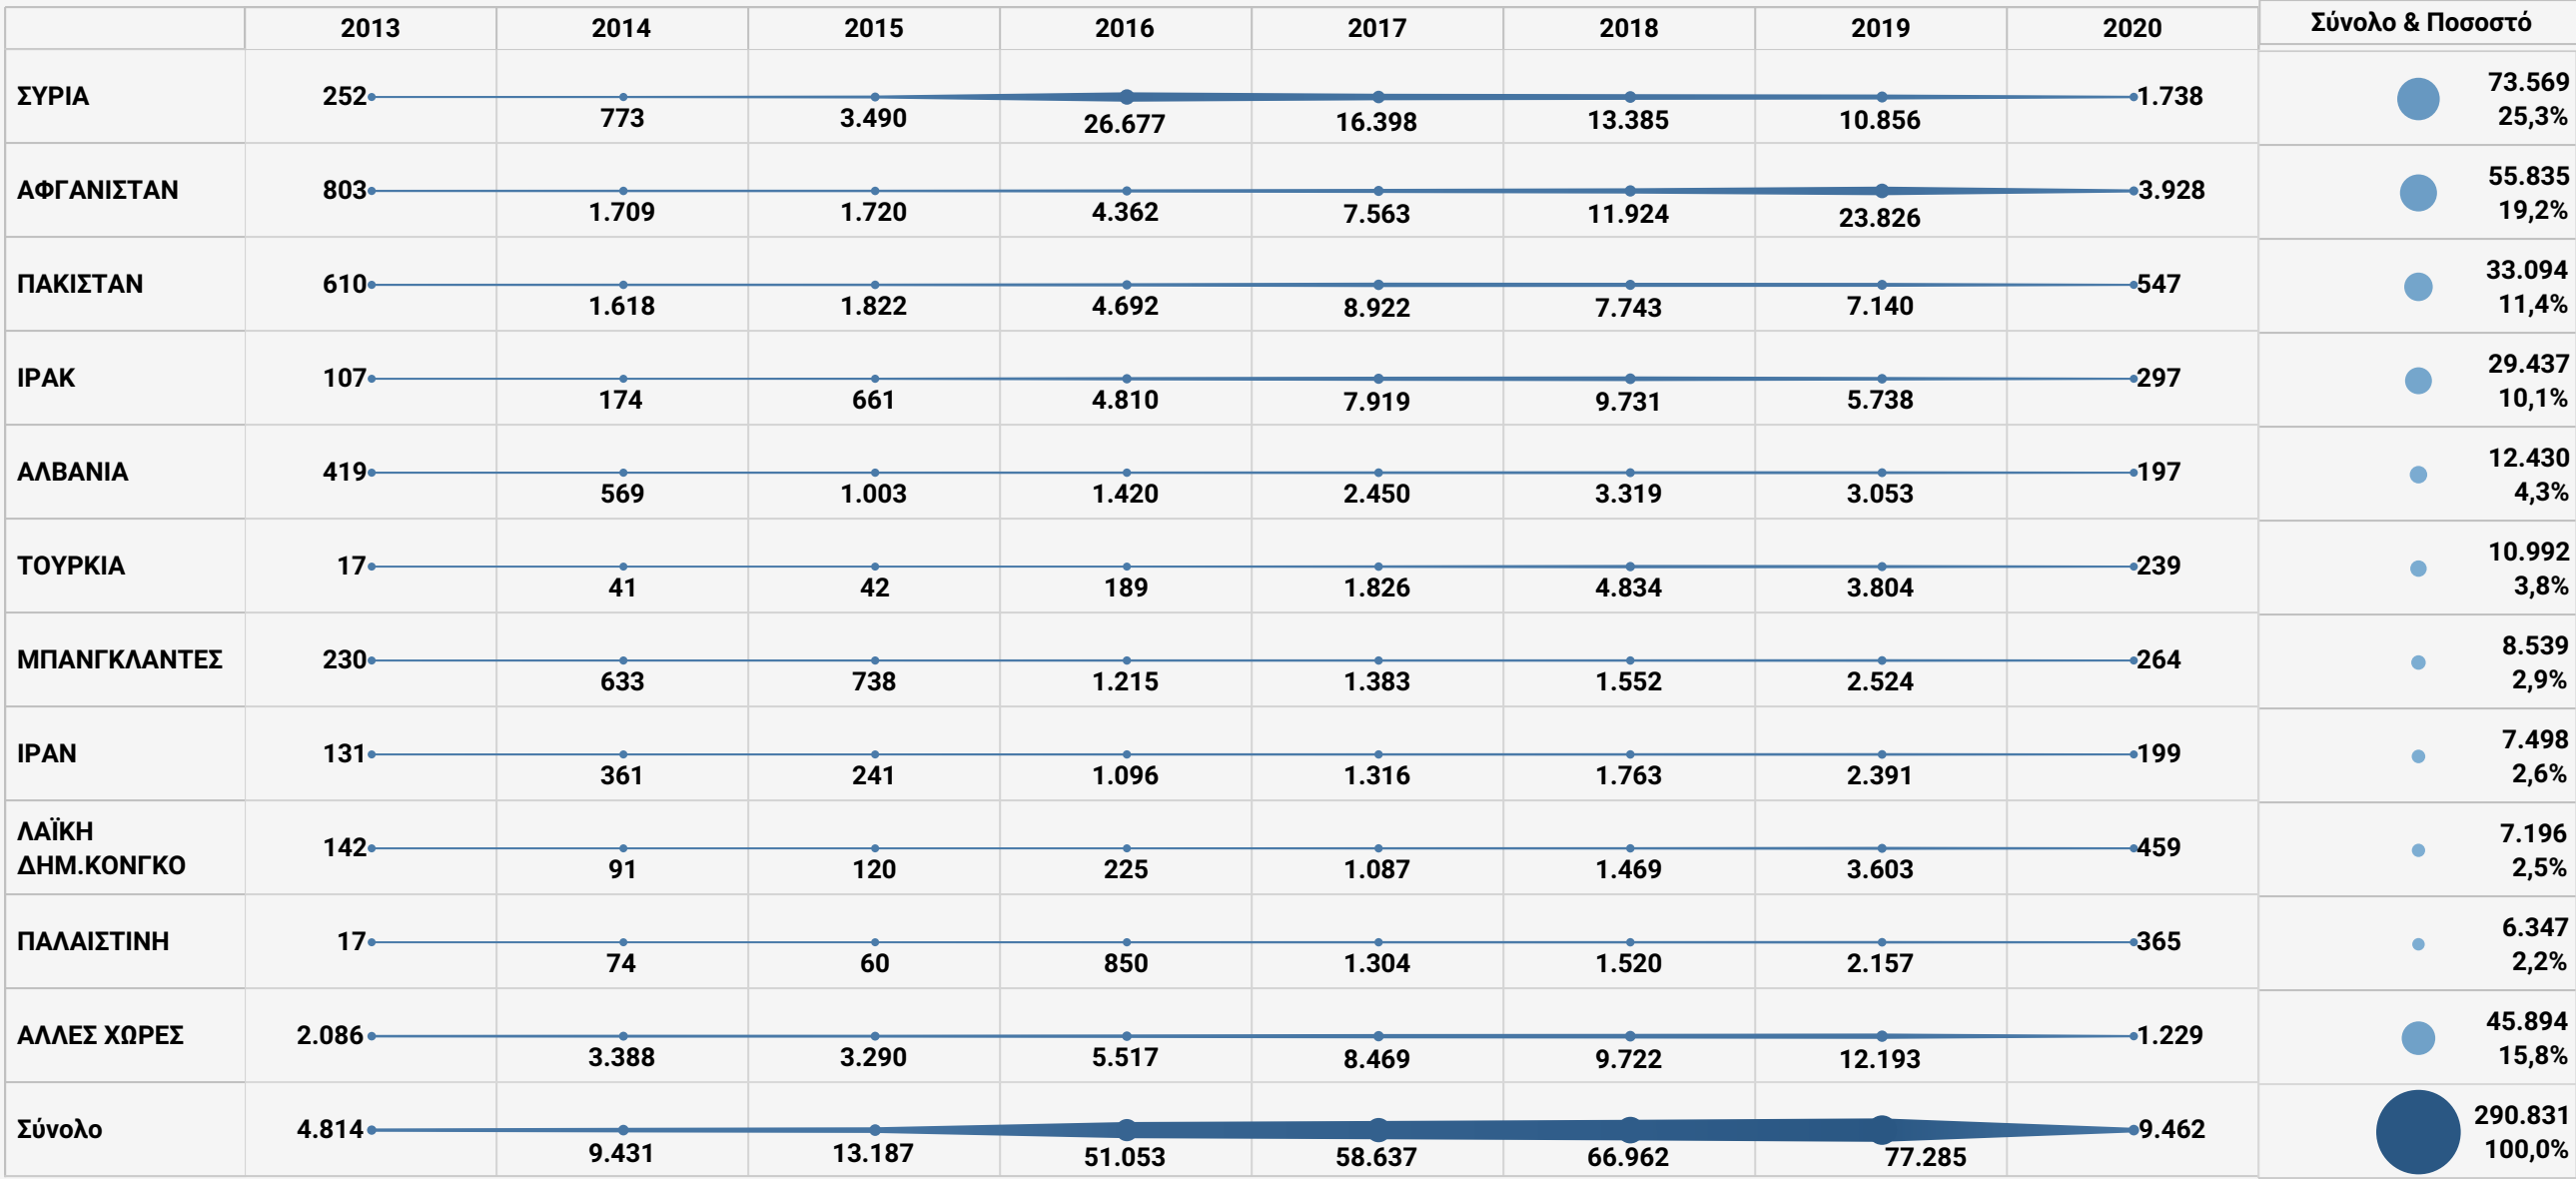 2013 2014 2015 2016 2017 2018 2019 2020 Σύνολο & Ποσοστό
ΣΥΡΙΑ 252 773 3.490 26.677 16.398 13.385 10.856 1.738 73.569
25,3%
ΑΦΓΑΝΙΣΤΑΝ 803 1.709 1.720 4.362 7.563 11.924 23.826 3.928 55.835
19,2%
ΠΑΚΙΣΤΑΝ 610 1.618 1.822 4.692 8.922 7.743 7.140 547 33.094
11,4%
ΙΡΑΚ 107 174 661 4.810 7.919 9.731 5.738 297 29.437
10,1%
ΑΛΒΑΝΙΑ 419 569 1.003 1.420 2.450 3.319 3.053 197 12.430
4,3%
ΤΟΥΡΚΙΑ 17 41 42 189 1.826 4.834 3.804 239 10.992
3,8%
ΜΠΑΝΓΚΛΑΝΤΕΣ 230 633 738 1.215 1.383 1.552 2.524 264 8.539
2,9%
ΙΡΑΝ 131 361 241 1.096 1.316 1.763 2.391 199 7.498
2,6%
ΛΑΪΚΗ
ΔΗΜ.ΚΟΝΓΚΟ 142 91 120 225 1.087 1.469 3.603 459 7.196
2,5%
ΠΑΛΑΙΣΤΙΝΗ 17 74 60 850 1.304 1.520 2.157 365 6.347
2,2%
ΑΛΛΕΣ ΧΩΡΕΣ 2.086 3.388 3.290 5.517 8.469 9.722 12.193 1.229 45.894
15,8%
Σύνολο 4.814 9.431 13.187 51.053 58.637 66.962 77.285 9.462 290.831
100,0%